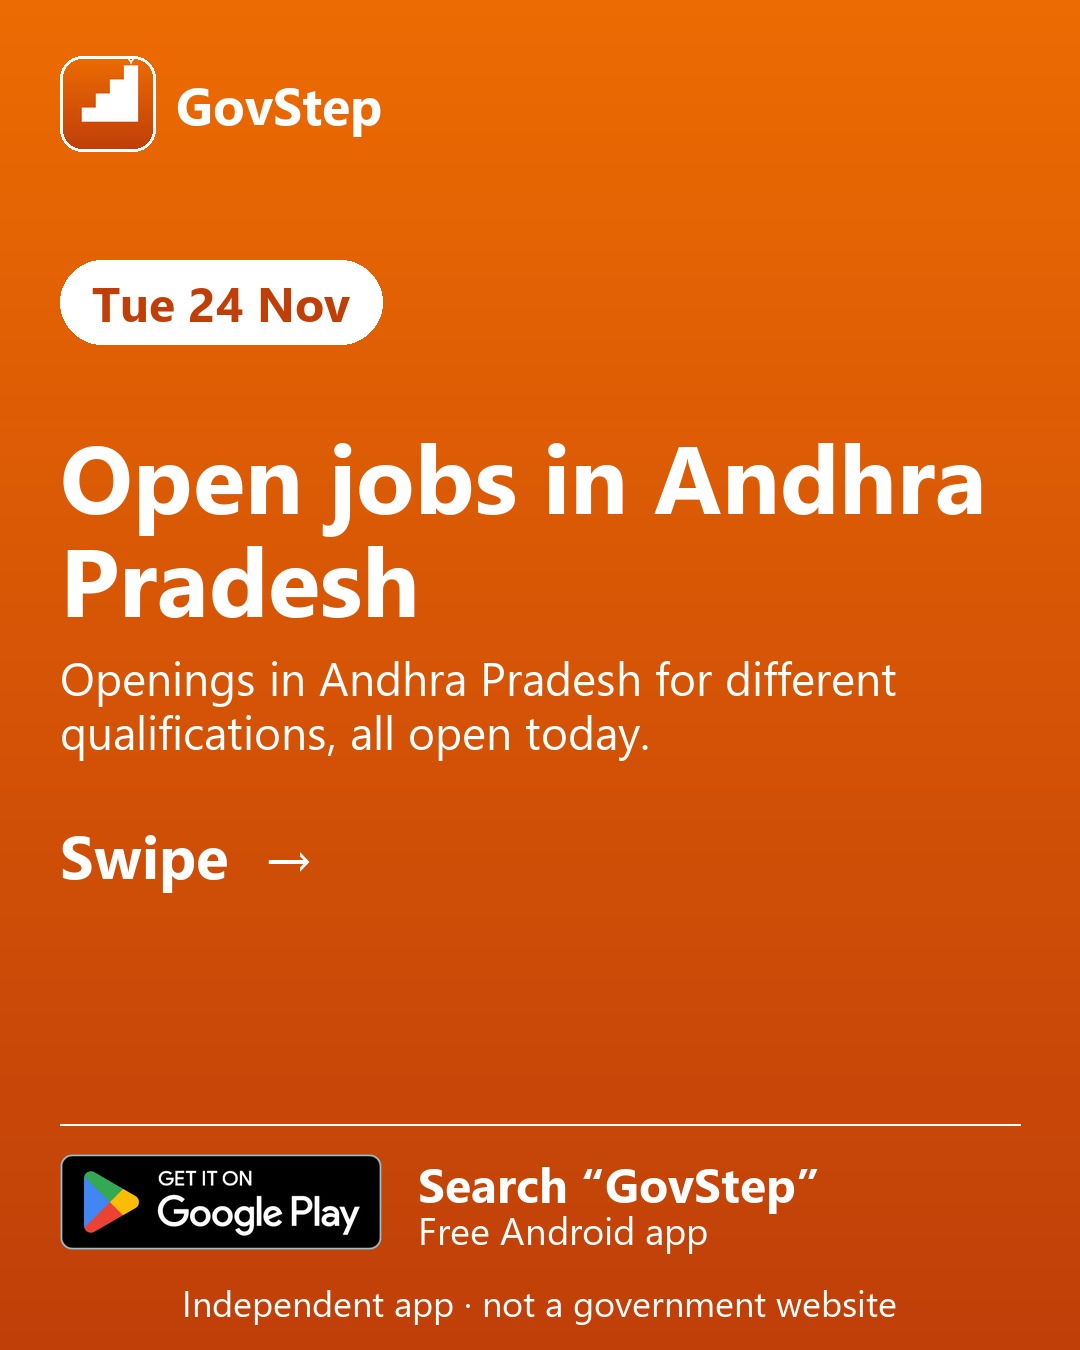 GovStep
Tue 24 Nov
Open jobs in Andhra
Pradesh
Openings in Andhra Pradesh for different
qualifications, all open today.
Swipe →
GET IT ON
Google Play
Search “GovStep”
Free Android app
Independent app · not a government website